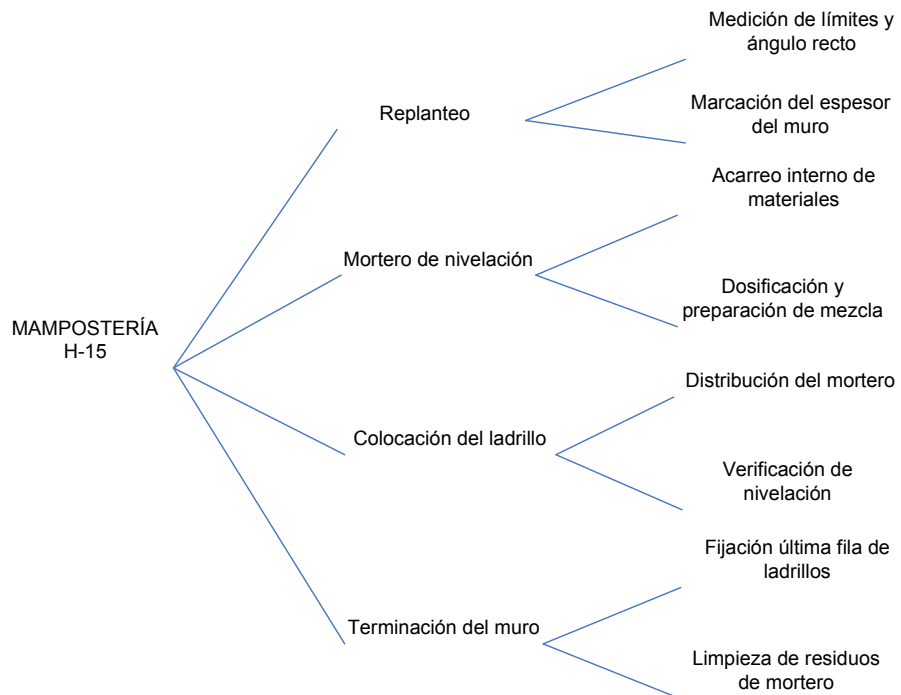 MAMPOSTERÍA
H-15
Replanteo
Medición de límites y
ángulo recto
Marcación del espesor
del muro
Mortero de nivelación
Acarreo interno de
materiales
Dosificación y
preparación de mezcla
Colocación del ladrillo
Distribución del mortero
Verificación de
nivelación
Terminación del muro
Fijación última fila de
ladrillos
Limpieza de residuos
de mortero